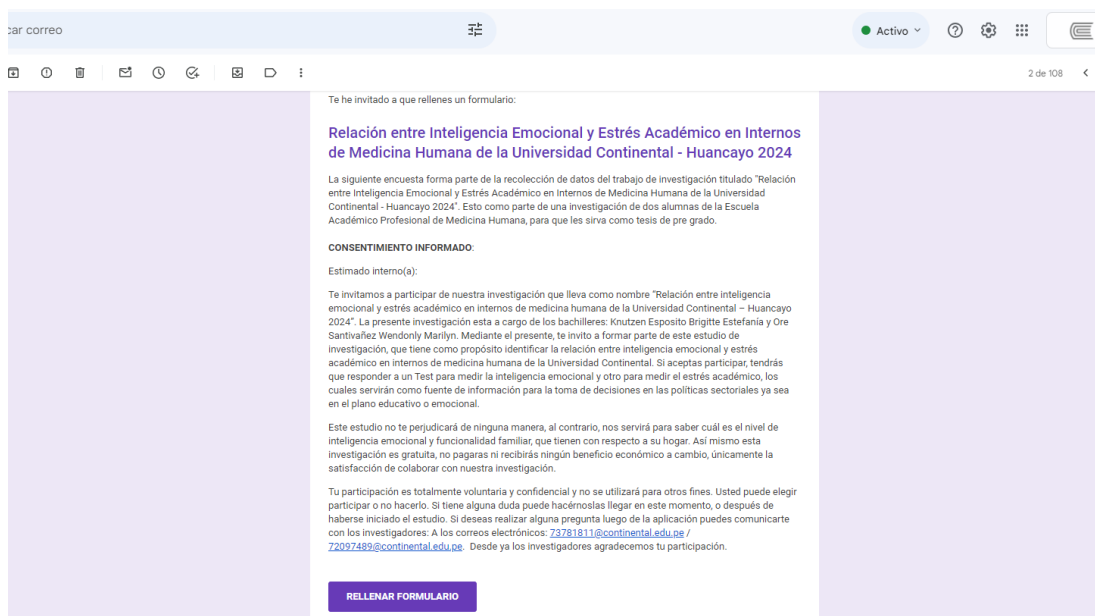 car correo
Activo
2 de 108
Te he invitado a que rellenes un formulario:
Relación entre Inteligencia Emocional y Estrés Académico en Internos
de Medicina Humana de la Universidad Continental - Huancayo 2024
La siguiente encuesta forma parte de la recolección de datos del trabajo de investigación titulado "Relación
entre Inteligencia Emocional y Estrés Académico en Internos de Medicina Humana de la Universidad
Continental - Huancayo 2024". Esto como parte de una investigación de dos alumnas de la Escuela
Académico Profesional de Medicina Humana, para que les sirva como tesis de pre grado.
CONSENTIMIENTO INFORMADO:
Estimado interno(a):
Te invitamos a participar de nuestra investigación que lleva como nombre "Relación entre inteligencia
emocional y estrés académico en internos de medicina humana de la Universidad Continental – Huancayo
2024". La presente investigación esta a cargo de los bachilleres: Knutzen Esposito Brigitte Estefanía y Ore
Santivañez Wendonly Marilyn. Mediante el presente, te invito a formar parte de este estudio de
investigación, que tiene como propósito identificar la relación entre inteligencia emocional y estrés
académico en internos de medicina humana de la Universidad Continental. Si aceptas participar, tendrás
que responder a un Test para medir la inteligencia emocional y otro para medir el estrés académico, los
cuales servirán como fuente de información para la toma de decisiones en las políticas sectoriales ya sea
en el plano educativo o emocional.
Este estudio no te perjudicará de ninguna manera, al contrario, nos servirá para saber cuál es el nivel de
inteligencia emocional y funcionalidad familiar, que tienen con respecto a su hogar. Así mismo esta
investigación es gratuita, no pagaras ni recibirás ningún beneficio económico a cambio, únicamente la
satisfacción de colaborar con nuestra investigación.
Tu participación es totalmente voluntaria y confidencial y no se utilizará para otros fines. Usted puede elegir
participar o no hacerlo. Si tiene alguna duda puede hacérnoslas llegar en este momento, o después de
haberse iniciado el estudio. Si deseas realizar alguna pregunta luego de la aplicación puedes comunicarte
con los investigadores: A los correos electrónicos: 73781811@continental.edu.pe /
72097489@continental.edu.pe. Desde ya los investigadores agradecemos tu participación.
RELLENAR FORMULARIO